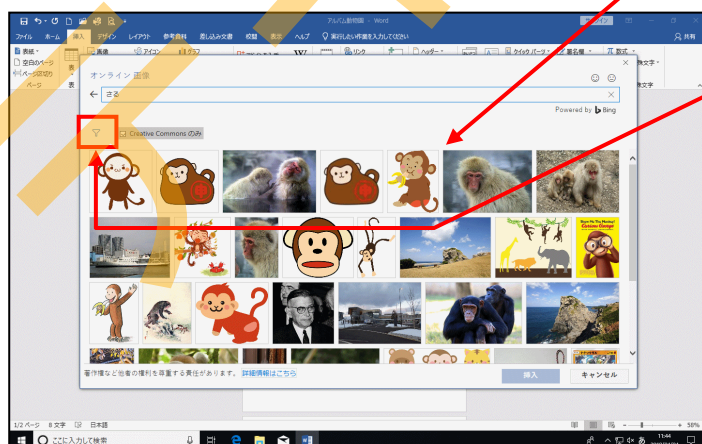 アルバム動物園 - Word
ファイル ホーム 挿入 デザイン レイアウト 参考資料 差し込み文書 校閲 表示 ヘルプ 実行したい作業を入力してください 共有
表紙
空白のページ
ページ区切り
ページ
表
表
画像
アイコン
グラフ
リンク
ヘッダー
クイック パーツ
署名欄
数式
オンライン 画像
さる
Powered by Bing
Creative Commons のみ
Curious George
著作権など他者の権利を尊重する責任があります。 詳細情報はこちら
挿入 キャンセル
1/2 ページ 8 文字 日本語 58%
ここに入力して検索
あ 11:44